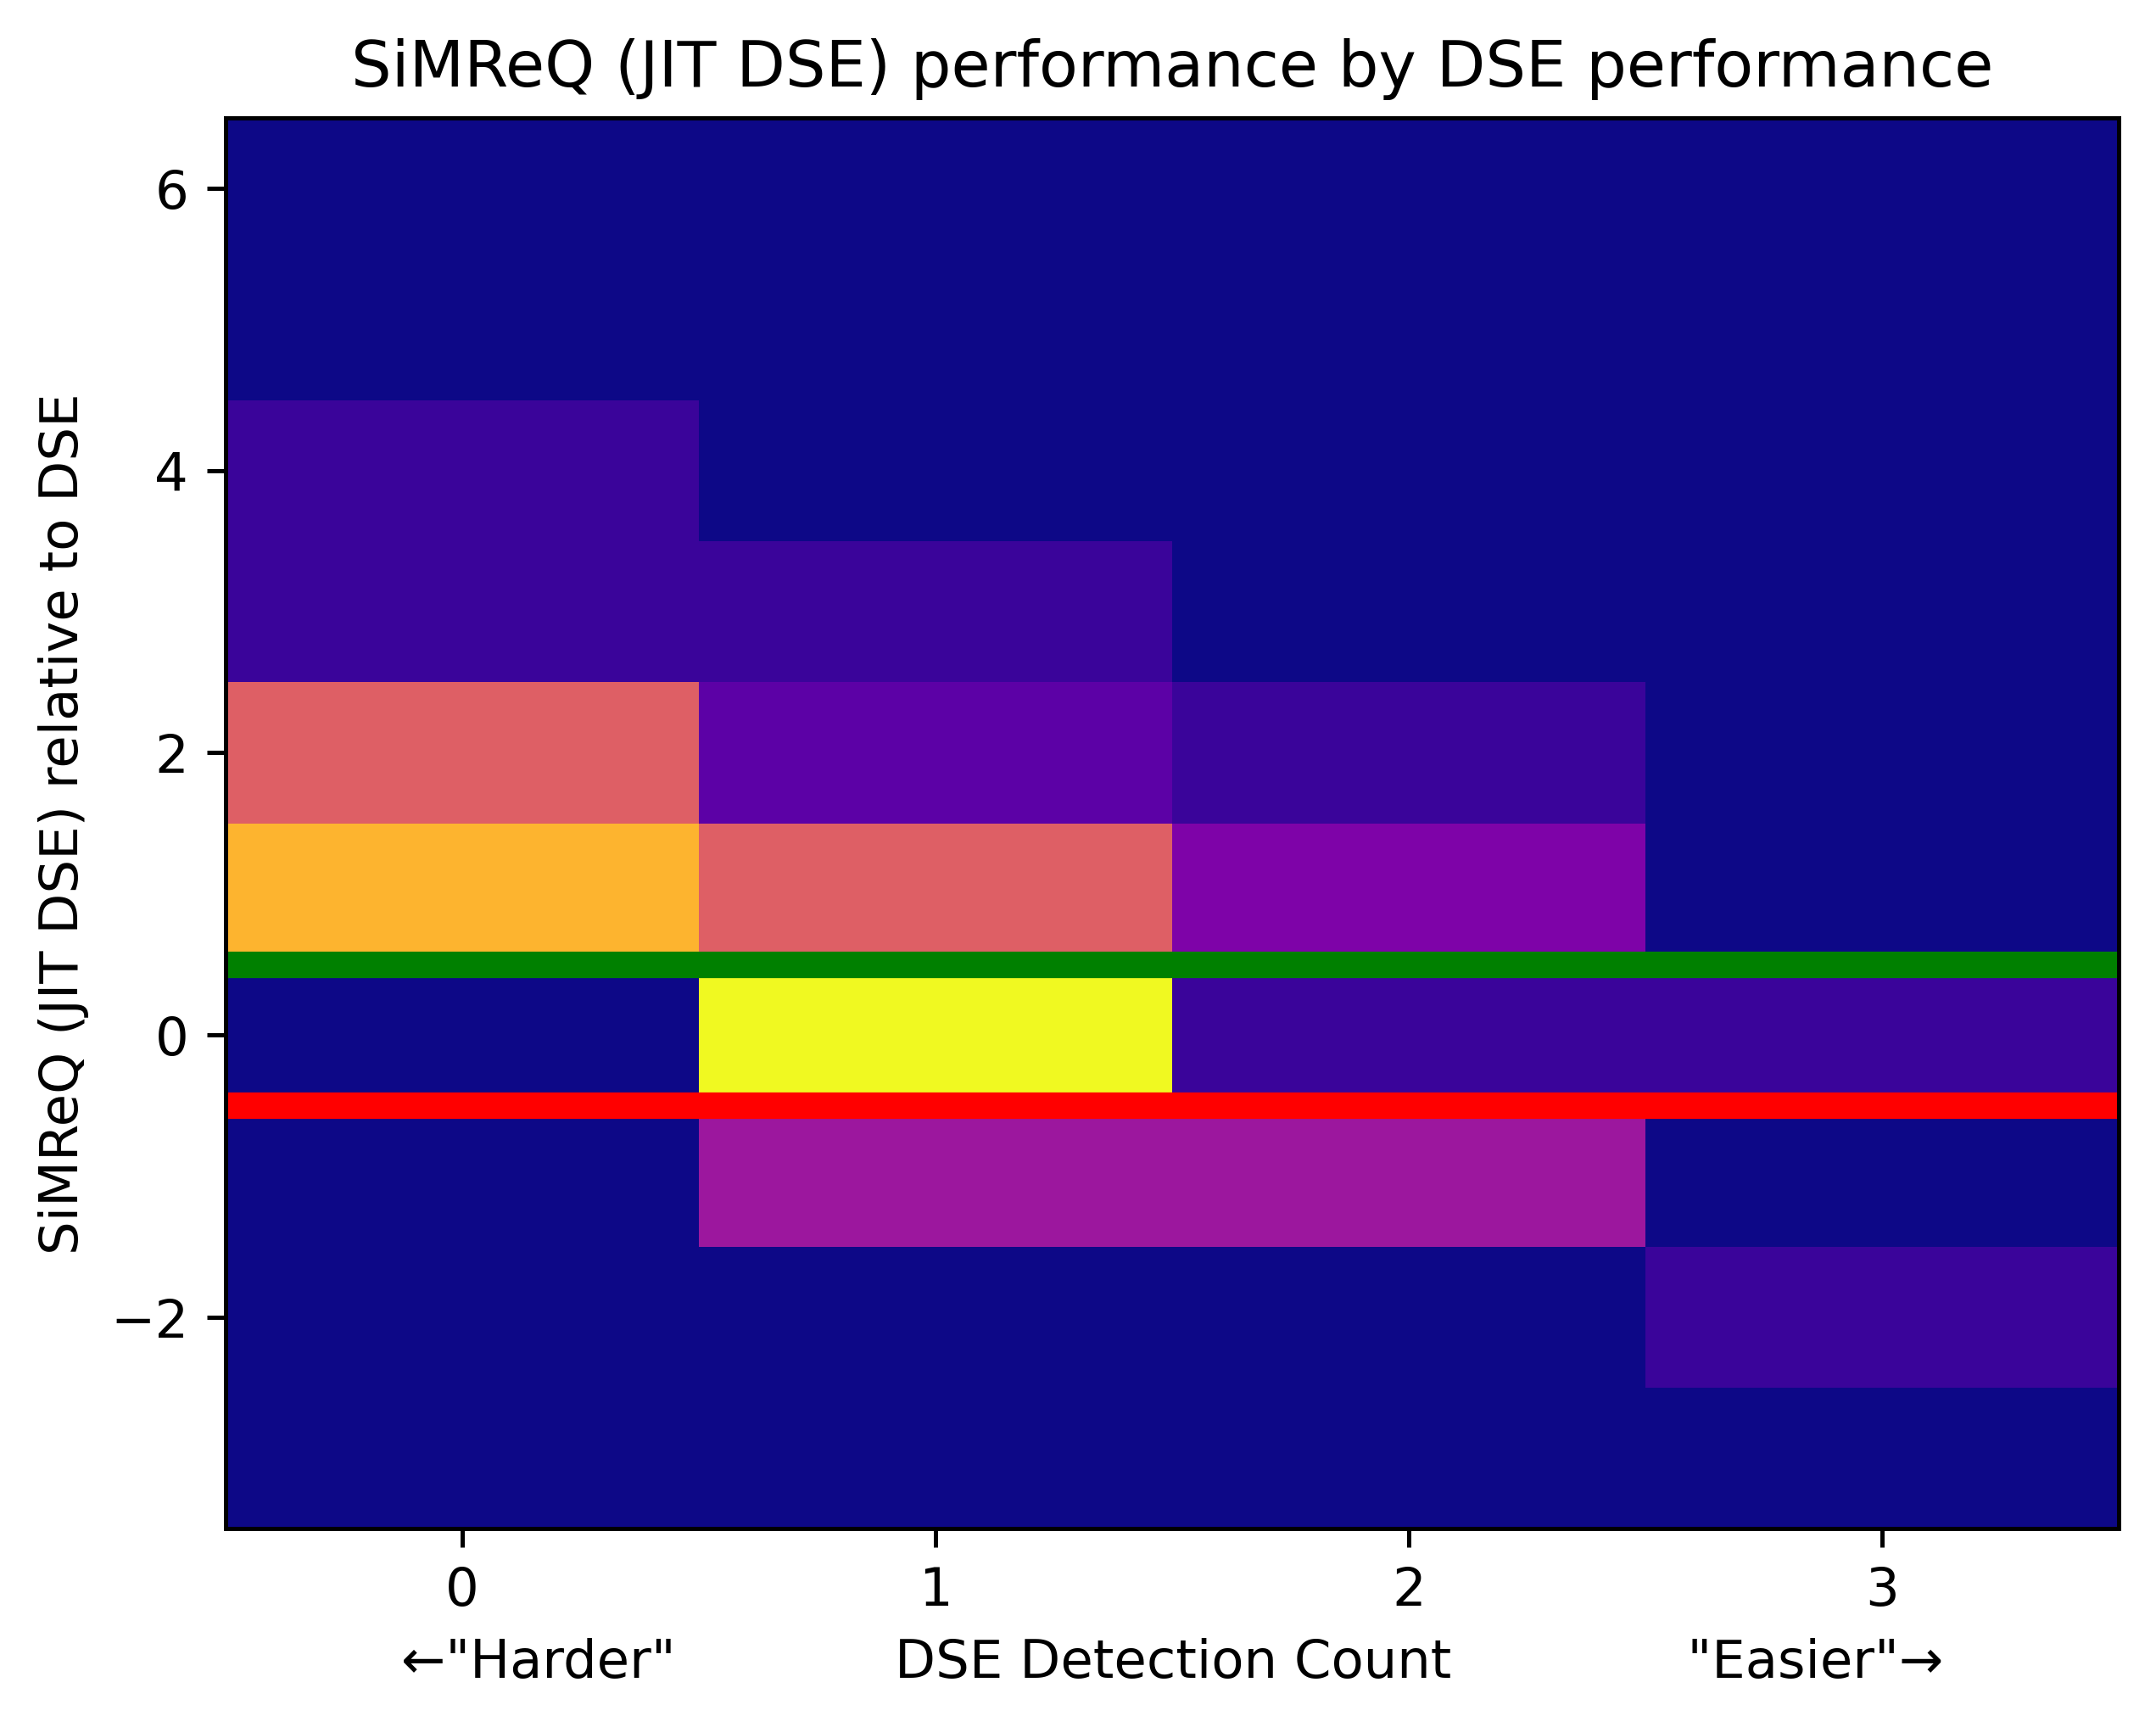 SiMReQ (JIT DSE) performance by DSE performance
SiMReQ (JIT DSE) relative to DSE
6
4
2
0
−2
0 1 2 3
←"Harder" DSE Detection Count "Easier"→